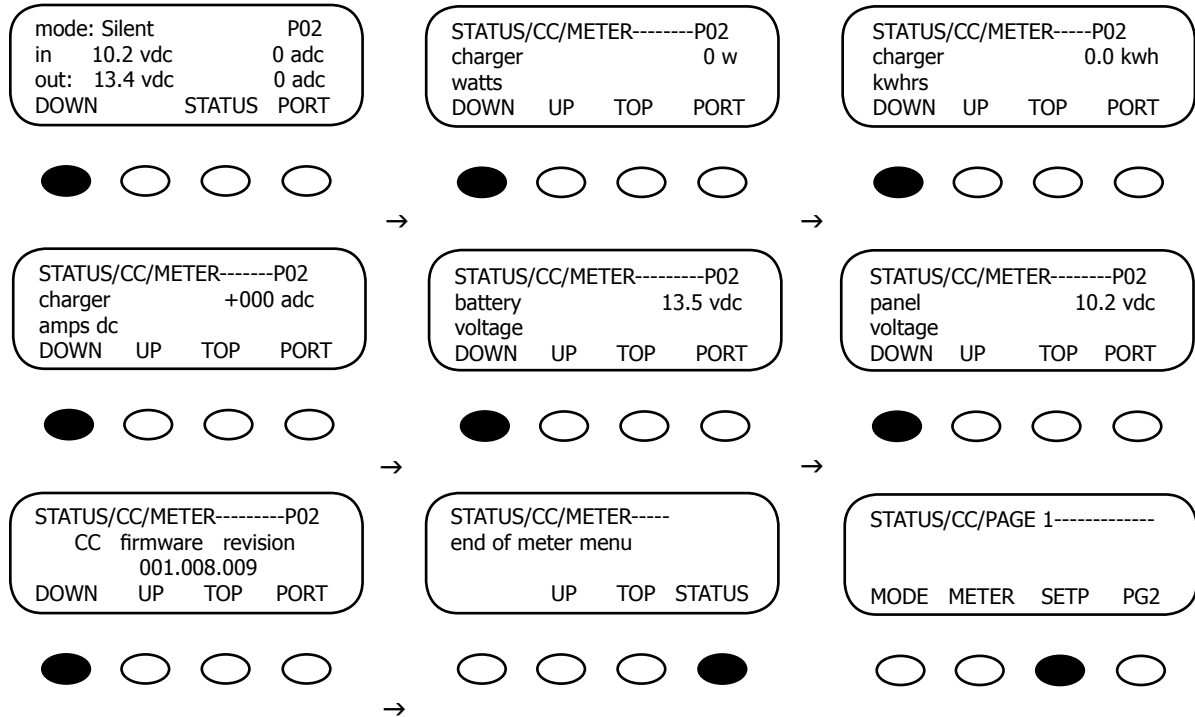 mode: Silent P02
in 10.2 vdc 0 adc
out: 13.4 vdc 0 adc
DOWN STATUS PORT
STATUS/CC/METER--------P02
charger 0 w
watts
DOWN UP TOP PORT
STATUS/CC/METER-----P02
charger 0.0 kwh
kwhrs
DOWN UP TOP PORT
→
→
STATUS/CC/METER-------P02
charger +000 adc
amps dc
DOWN UP TOP PORT
STATUS/CC/METER---------P02
battery 13.5 vdc
voltage
DOWN UP TOP PORT
STATUS/CC/METER--------P02
panel 10.2 vdc
voltage
DOWN UP TOP PORT
→
→
STATUS/CC/METER---------P02
CC firmware revision
001.008.009
DOWN UP TOP PORT
STATUS/CC/METER-----
end of meter menu
UP TOP STATUS
STATUS/CC/PAGE 1-------------
MODE METER SETP PG2
→